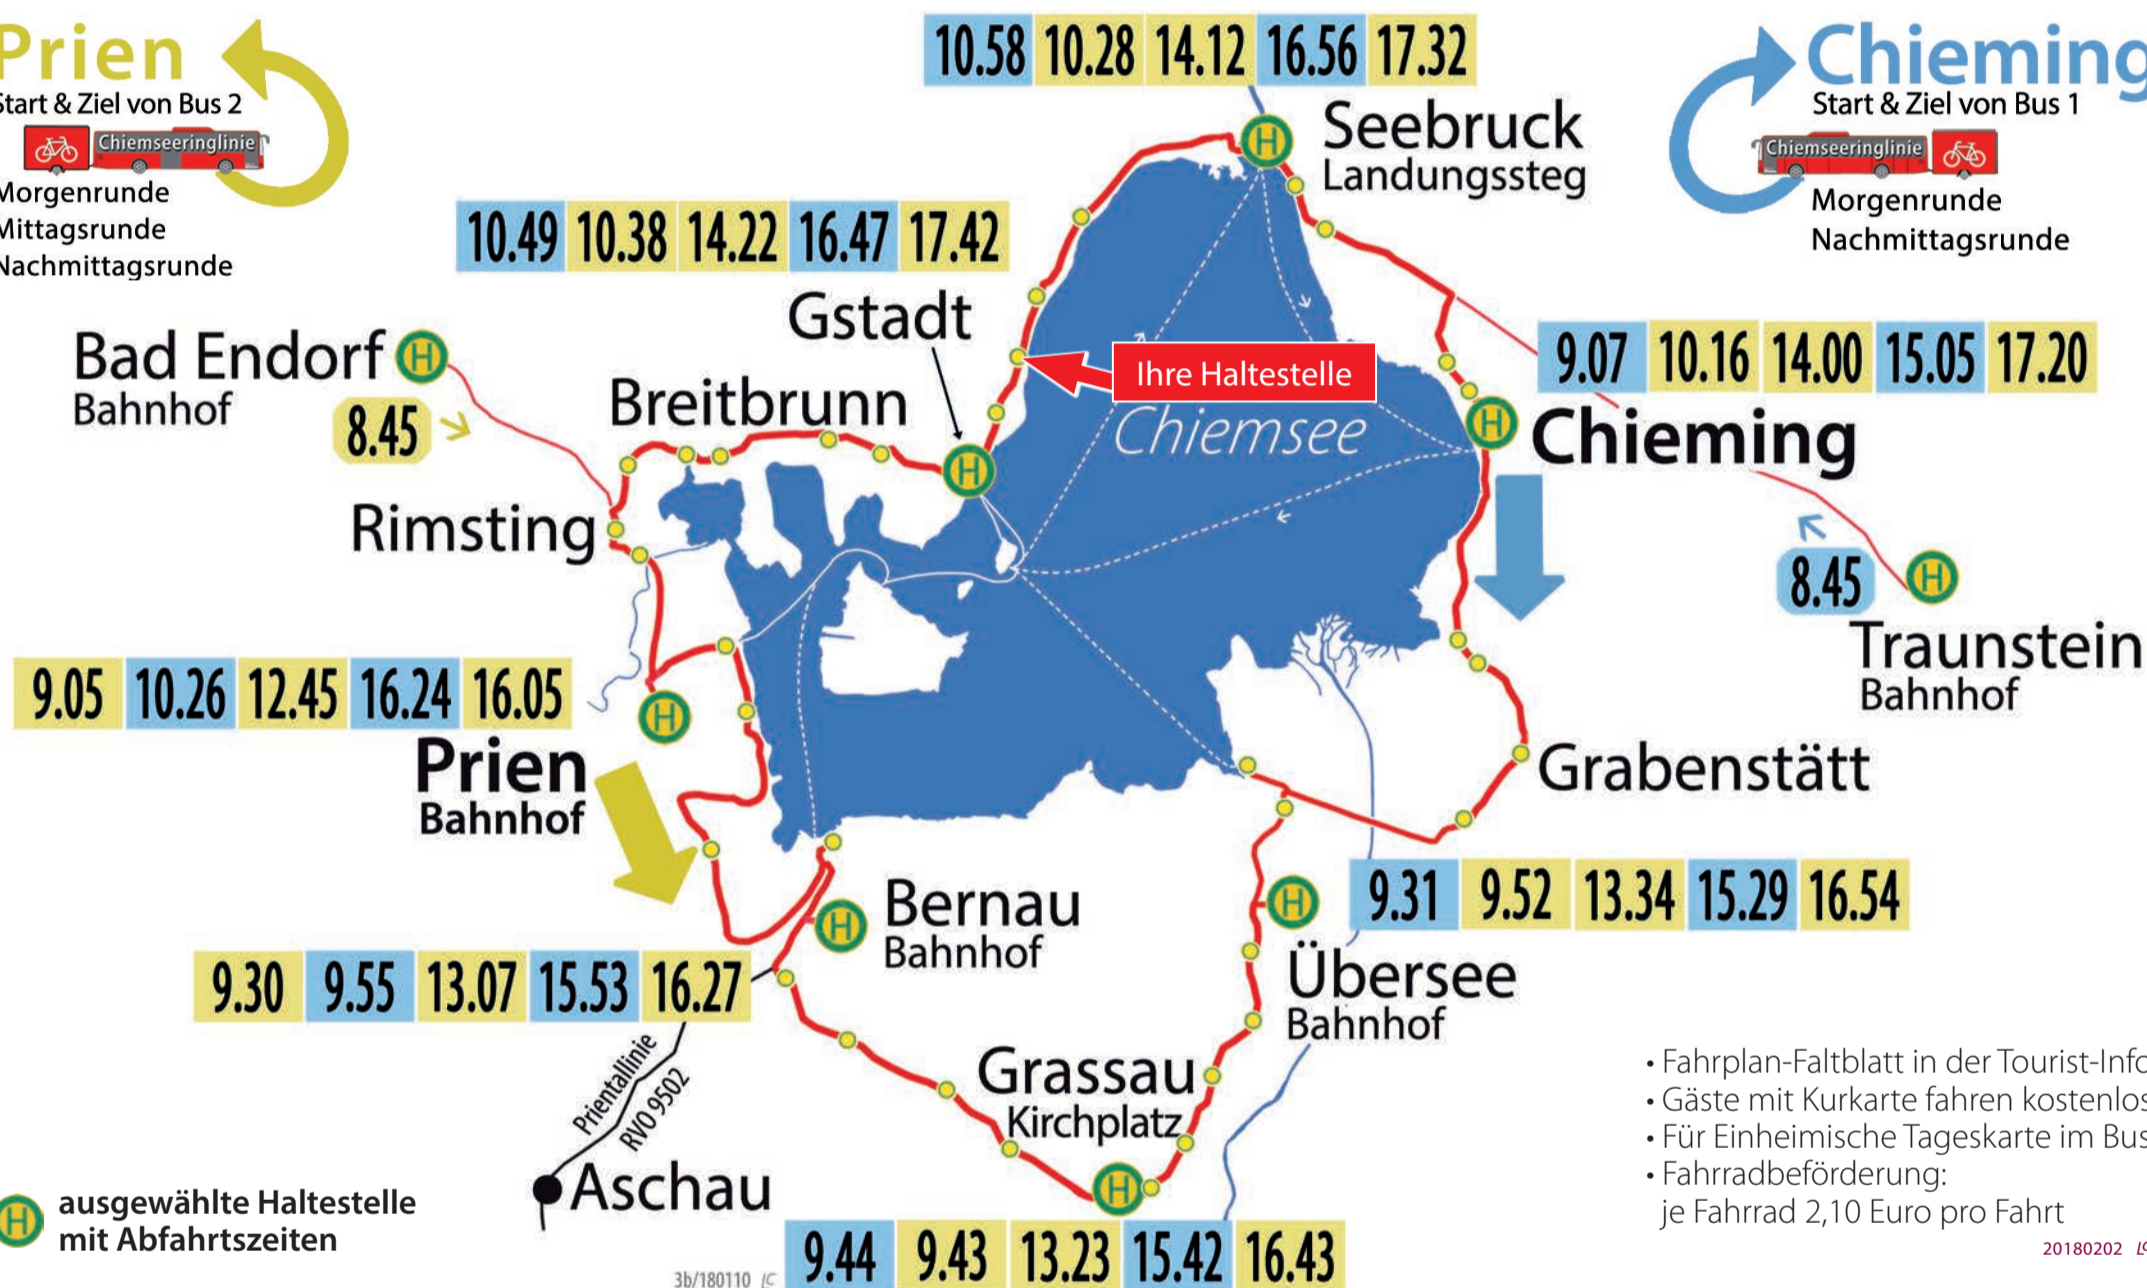 Prien
Start & Ziel von Bus 2
Chiemseeringlinie
Morgenrunde
Mittagsrunde
Nachmittagsrunde
10.58 10.28 14.12 16.56 17.32
Seebruck
Landungssteg
Chieming
Start & Ziel von Bus 1
Chiemseeringlinie
Morgenrunde
Nachmittagsrunde
10.49 10.38 14.22 16.47 17.42
Gstadt
Bad Endorf
Bahnhof
8.45
Breitbrunn
Ihre Haltestelle
Chiemsee
9.07 10.16 14.00 15.05 17.20
Chieming
Rimsting
8.45
Traunstein
Bahnhof
9.05 10.26 12.45 16.24 16.05
Prien
Bahnhof
Grabenstätt
9.31 9.52 13.34 15.29 16.54
Übersee
Bahnhof
Bernau
Bahnhof
9.30 9.55 13.07 15.53 16.27
Prientallinie
RVO 9502
Aschau
Grassau
Kirchplatz
9.44 9.43 13.23 15.42 16.43
H ausgewählte Haltestelle
mit Abfahrtszeiten
3b/180110
• Fahrplan-Faltblatt in der Tourist-Info
• Gäste mit Kurkarte fahren kostenlos
• Für Einheimische Tageskarte im Bus
• Fahrradbeförderung:
je Fahrrad 2,10 Euro pro Fahrt
20180202